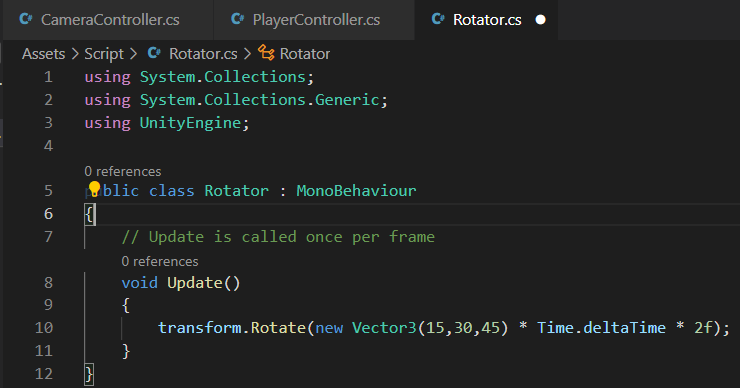 CameraController.cs PlayerController.cs Rotator.cs
Assets > Script > Rotator.cs > Rotator
1 using System.Collections;
2 using System.Collections.Generic;
3 using UnityEngine;
4
0 references
5 public class Rotator : MonoBehaviour
6 {
7 // Update is called once per frame
0 references
8 void Update()
9 {
10 transform.Rotate(new Vector3(15,30,45) * Time.deltaTime * 2f);
11 }
12 }